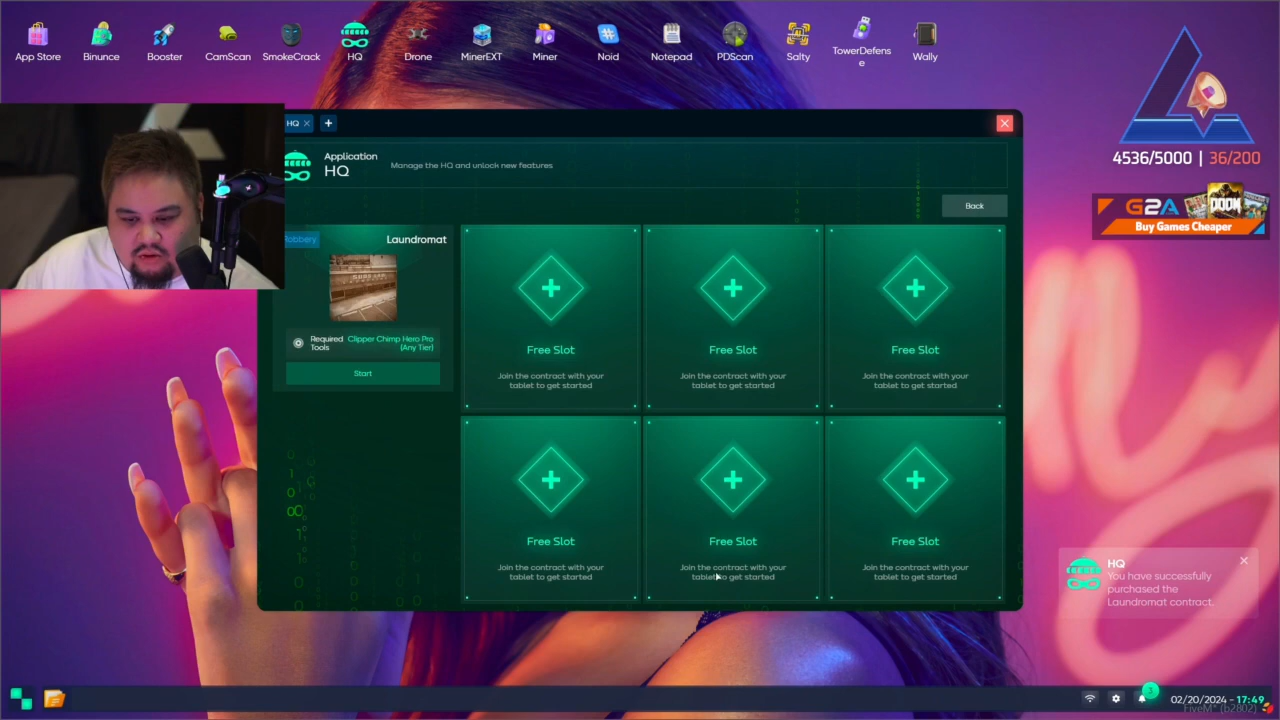 App Store
Binunce
Booster
CamScan
SmokeCrack
HQ
Drone
MinerEXT
Miner
Noid
Notepad
PDScan
Salty
TowerDefens
e
Wally
4536/5000 | 36/200
G2A
DOOM
Buy Games Cheaper
HQ
Application
HQ
Manage the HQ and unlock new features
Back
Robbery
Laundromat
Required
Tools
Clipper Chimp Hero Pro
(Any Tier)
Start
Free Slot
Join the contract with your
tablet to get started
Free Slot
Join the contract with your
tablet to get started
Free Slot
Join the contract with your
tablet to get started
Free Slot
Join the contract with your
tablet to get started
Free Slot
Join the contract with your
tablet to get started
Free Slot
Join the contract with your
tablet to get started
HQ
You have successfully
purchased the
Laundromat contract.
3
02/20/2024 - 17:49
FiveM* (b2802)